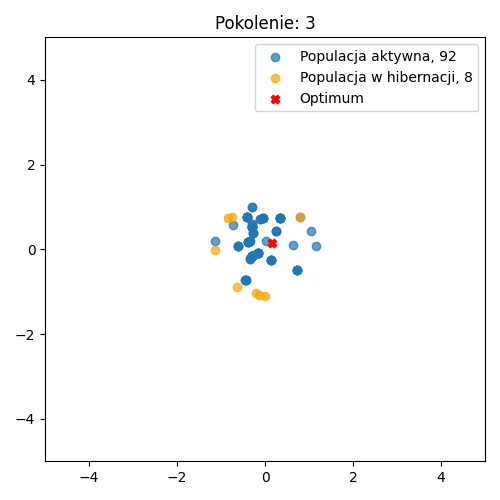 Pokolenie: 3
Populacja aktywna, 92
Populacja w hibernacji, 8
Optimum
4
2
0
−2
−4
−4 −2 0 2 4